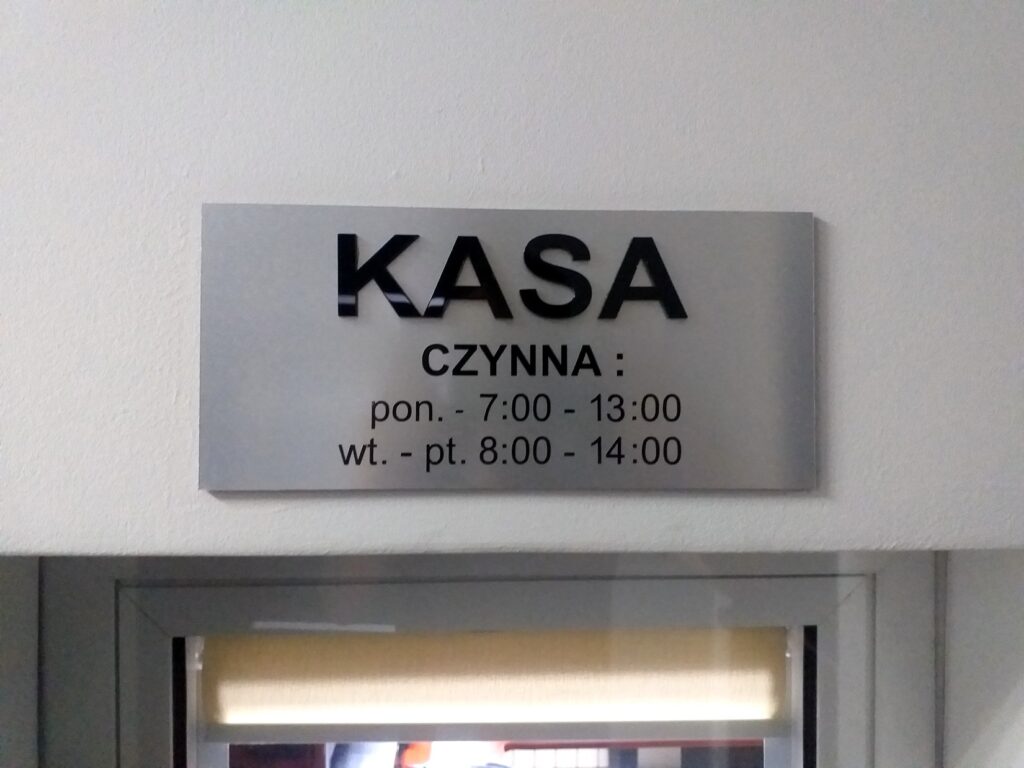 KASA
CZYNNA :
pon. - 7:00 - 13:00
wt. - pt. 8:00 - 14:00